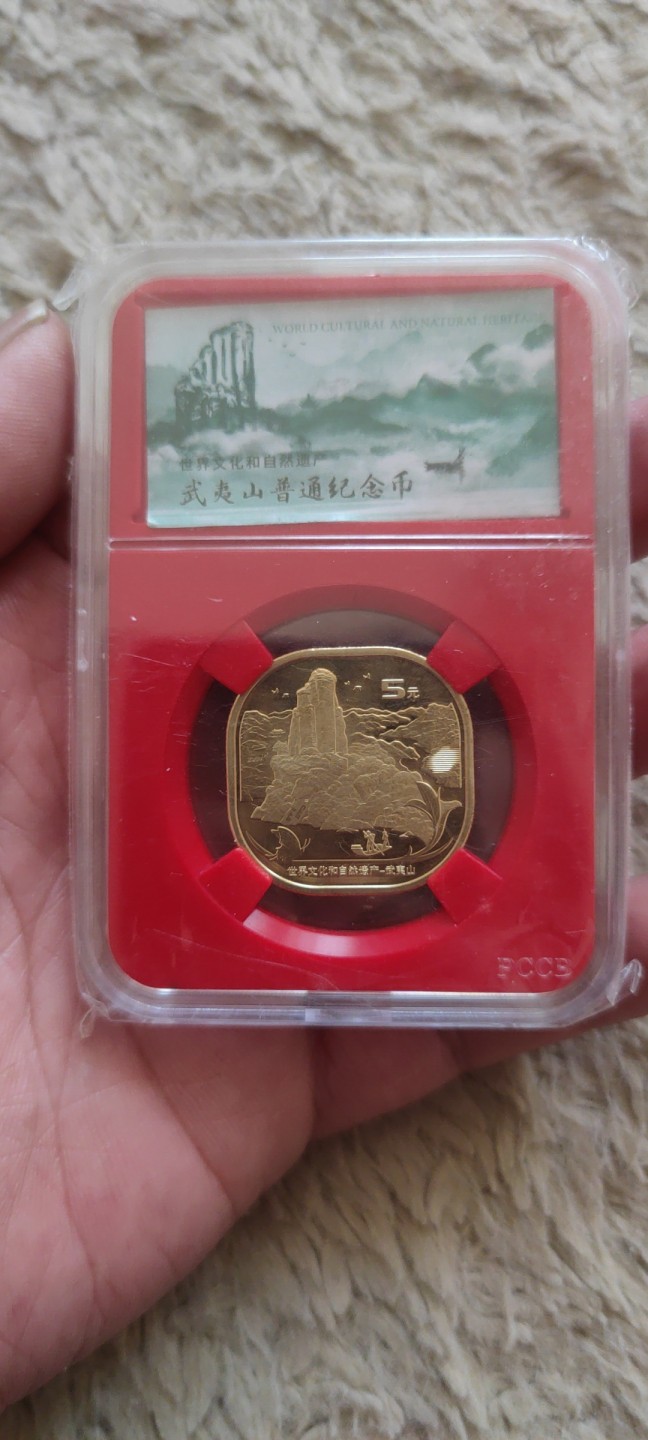 WORLD CULTURAL AND NATURAL HERITAGE
世界文化和自然遗产
武夷山普通纪念币
5元
世界文化和自然遗产-武夷山
PCCB